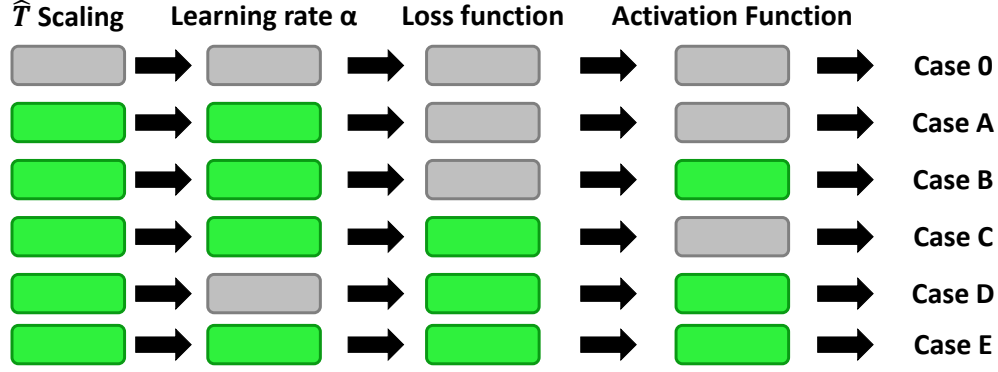 T̂ Scaling Learning rate α Loss function Activation Function
Case 0
Case A
Case B
Case C
Case D
Case E